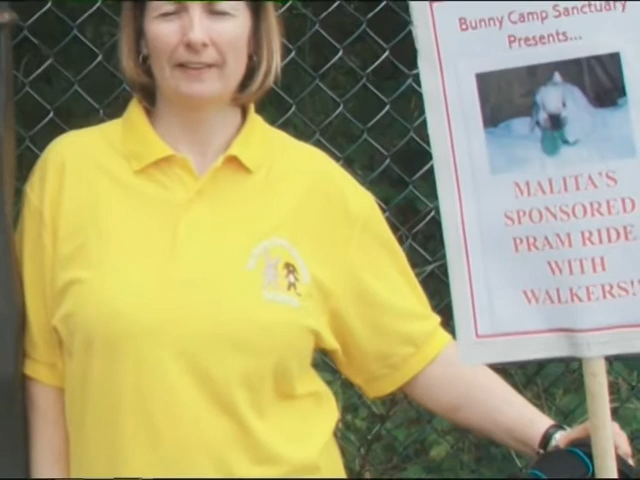 Bunny Camp Sanctuary
Presents...
MALITA'S
SPONSORED
PRAM RIDE
WITH
WALKERS!!